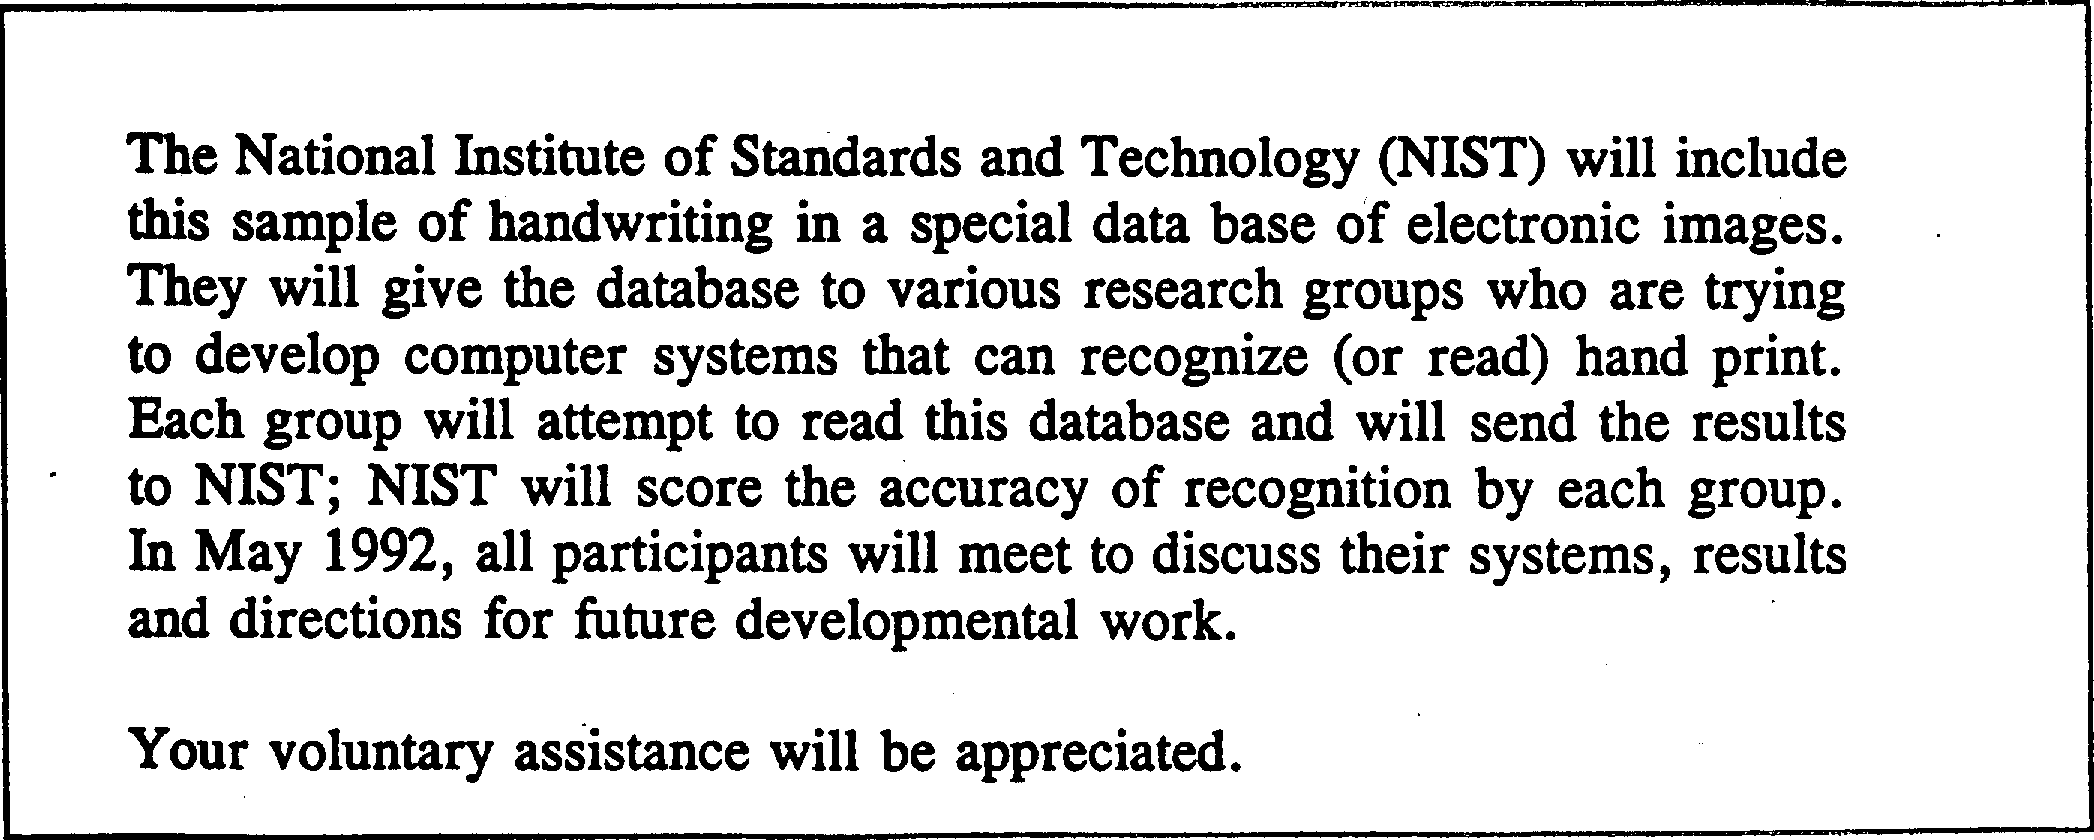 The National Institute of Standards and Technology (NIST) will include
this sample of handwriting in a special data base of electronic images.
They will give the database to various research groups who are trying
to develop computer systems that can recognize (or read) hand print.
Each group will attempt to read this database and will send the results
to NIST; NIST will score the accuracy of recognition by each group.
In May 1992, all participants will meet to discuss their systems, results
and directions for future developmental work.
Your voluntary assistance will be appreciated.